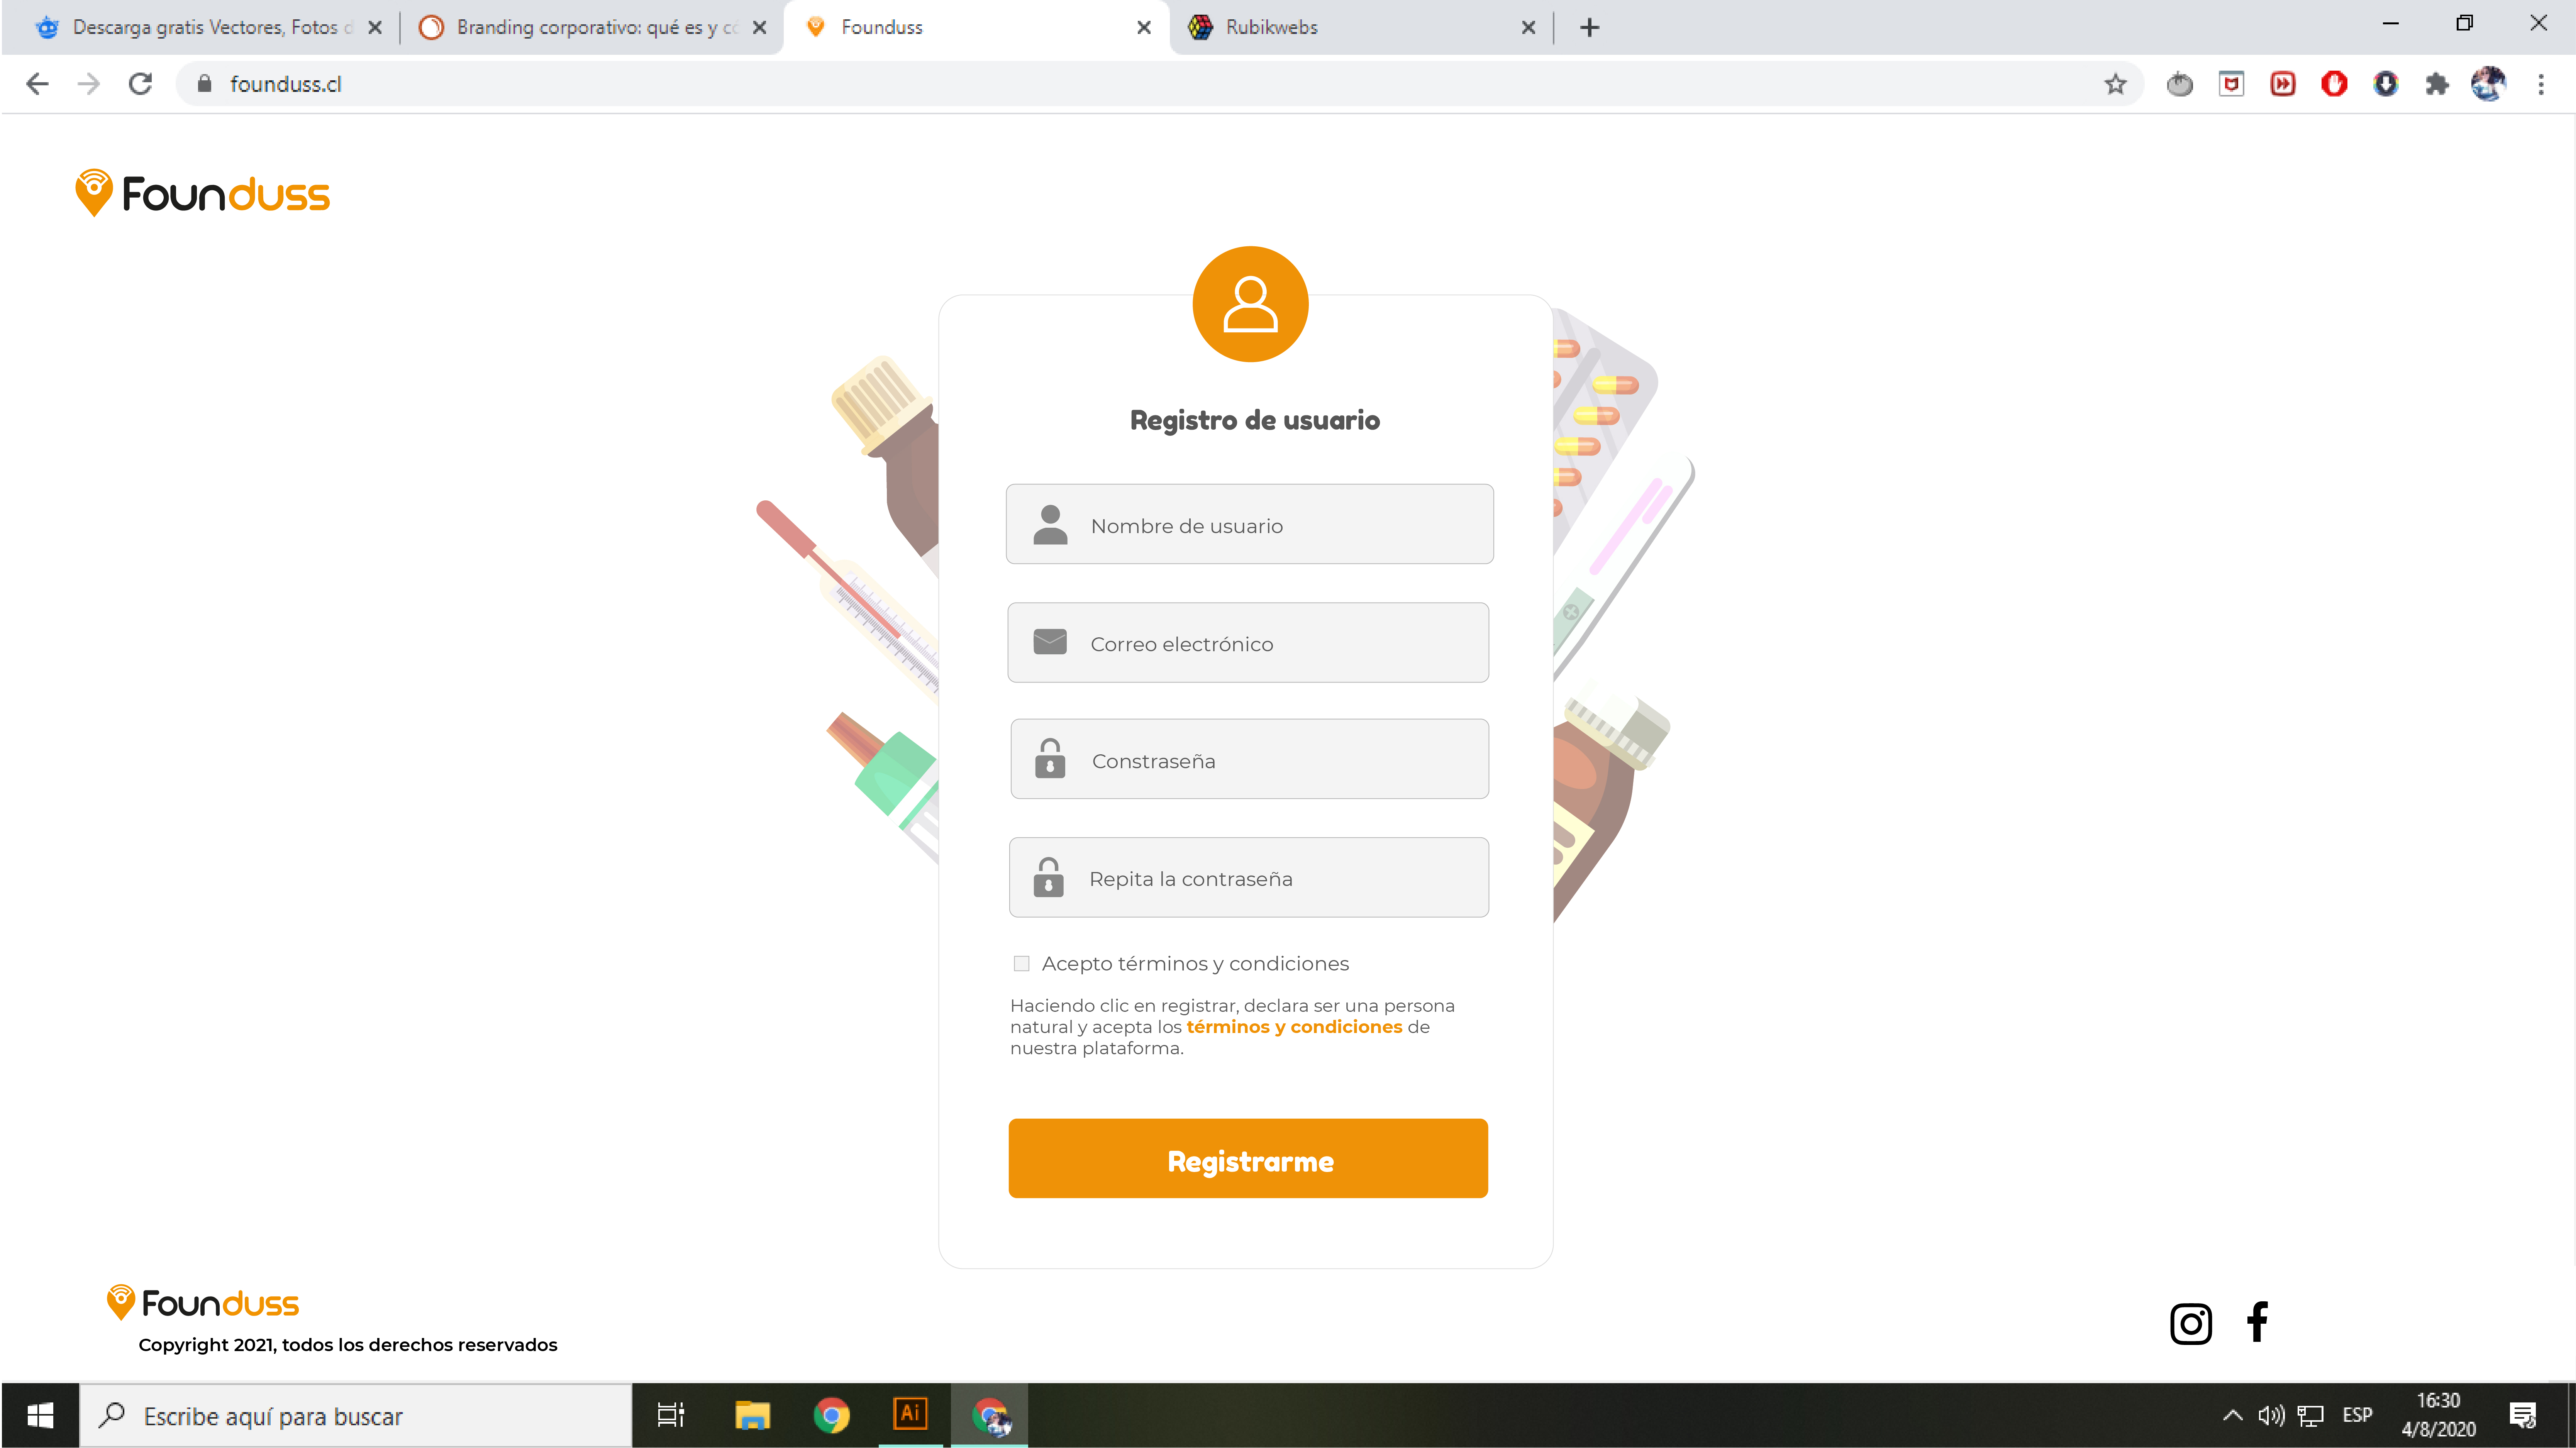 Descarga gratis Vectores, Fotos d
Branding corporativo: qué es y có
Founduss
Rubikwebs
founduss.cl
Founduss
Registro de usuario
Nombre de usuario
Correo electrónico
Constraseña
Repita la contraseña
Acepto términos y condiciones
Haciendo clic en registrar, declara ser una persona
natural y acepta los términos y condiciones de
nuestra plataforma.
Registrarme
Founduss
Copyright 2021, todos los derechos reservados
Escribe aquí para buscar
Ai
ESP
16:30
4/8/2020